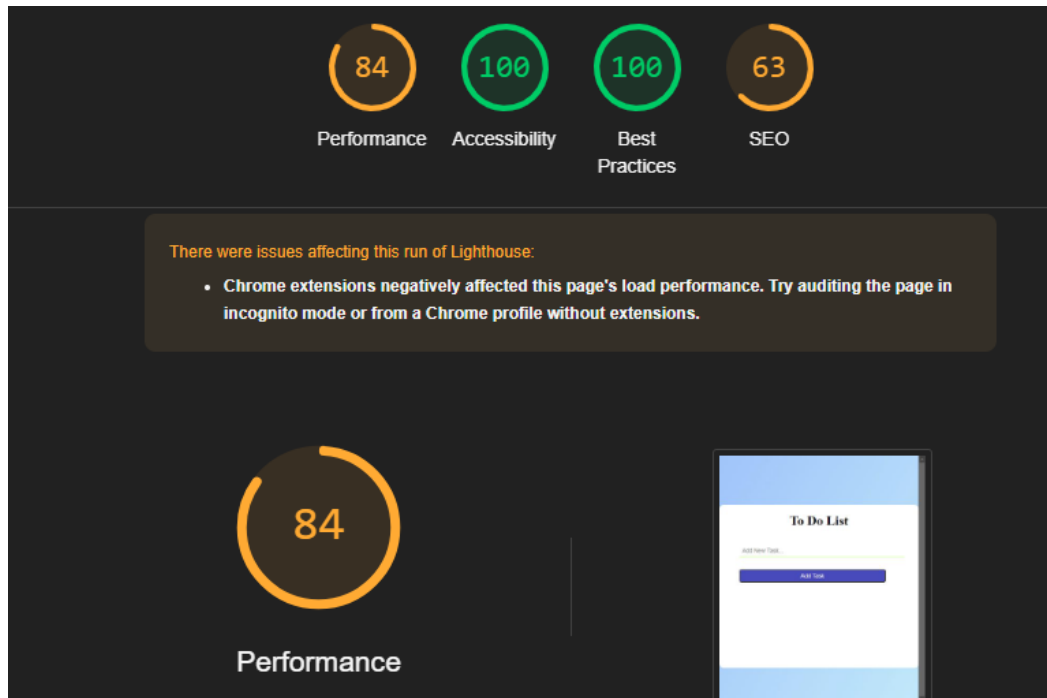 84 100 100 63
Performance Accessibility Best Practices SEO
There were issues affecting this run of Lighthouse:
• Chrome extensions negatively affected this page's load performance. Try auditing the page in
incognito mode or from a Chrome profile without extensions.
84
Performance
To Do List
Add New Task...
Add Task